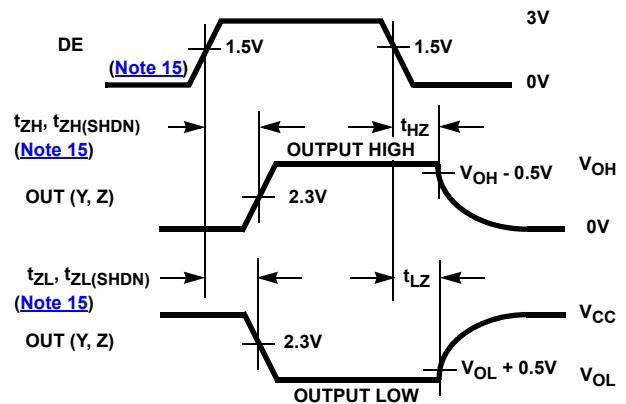 3V
DE
1.5V
1.5V
(Note 15)
0V
tZH, tZH(SHDN)
(Note 15)
tHZ
OUTPUT HIGH
VOH - 0.5V
VOH
OUT (Y, Z)
2.3V
0V
tZL, tZL(SHDN)
(Note 15)
tLZ
VCC
OUT (Y, Z)
2.3V
VOL + 0.5V
VOL
OUTPUT LOW